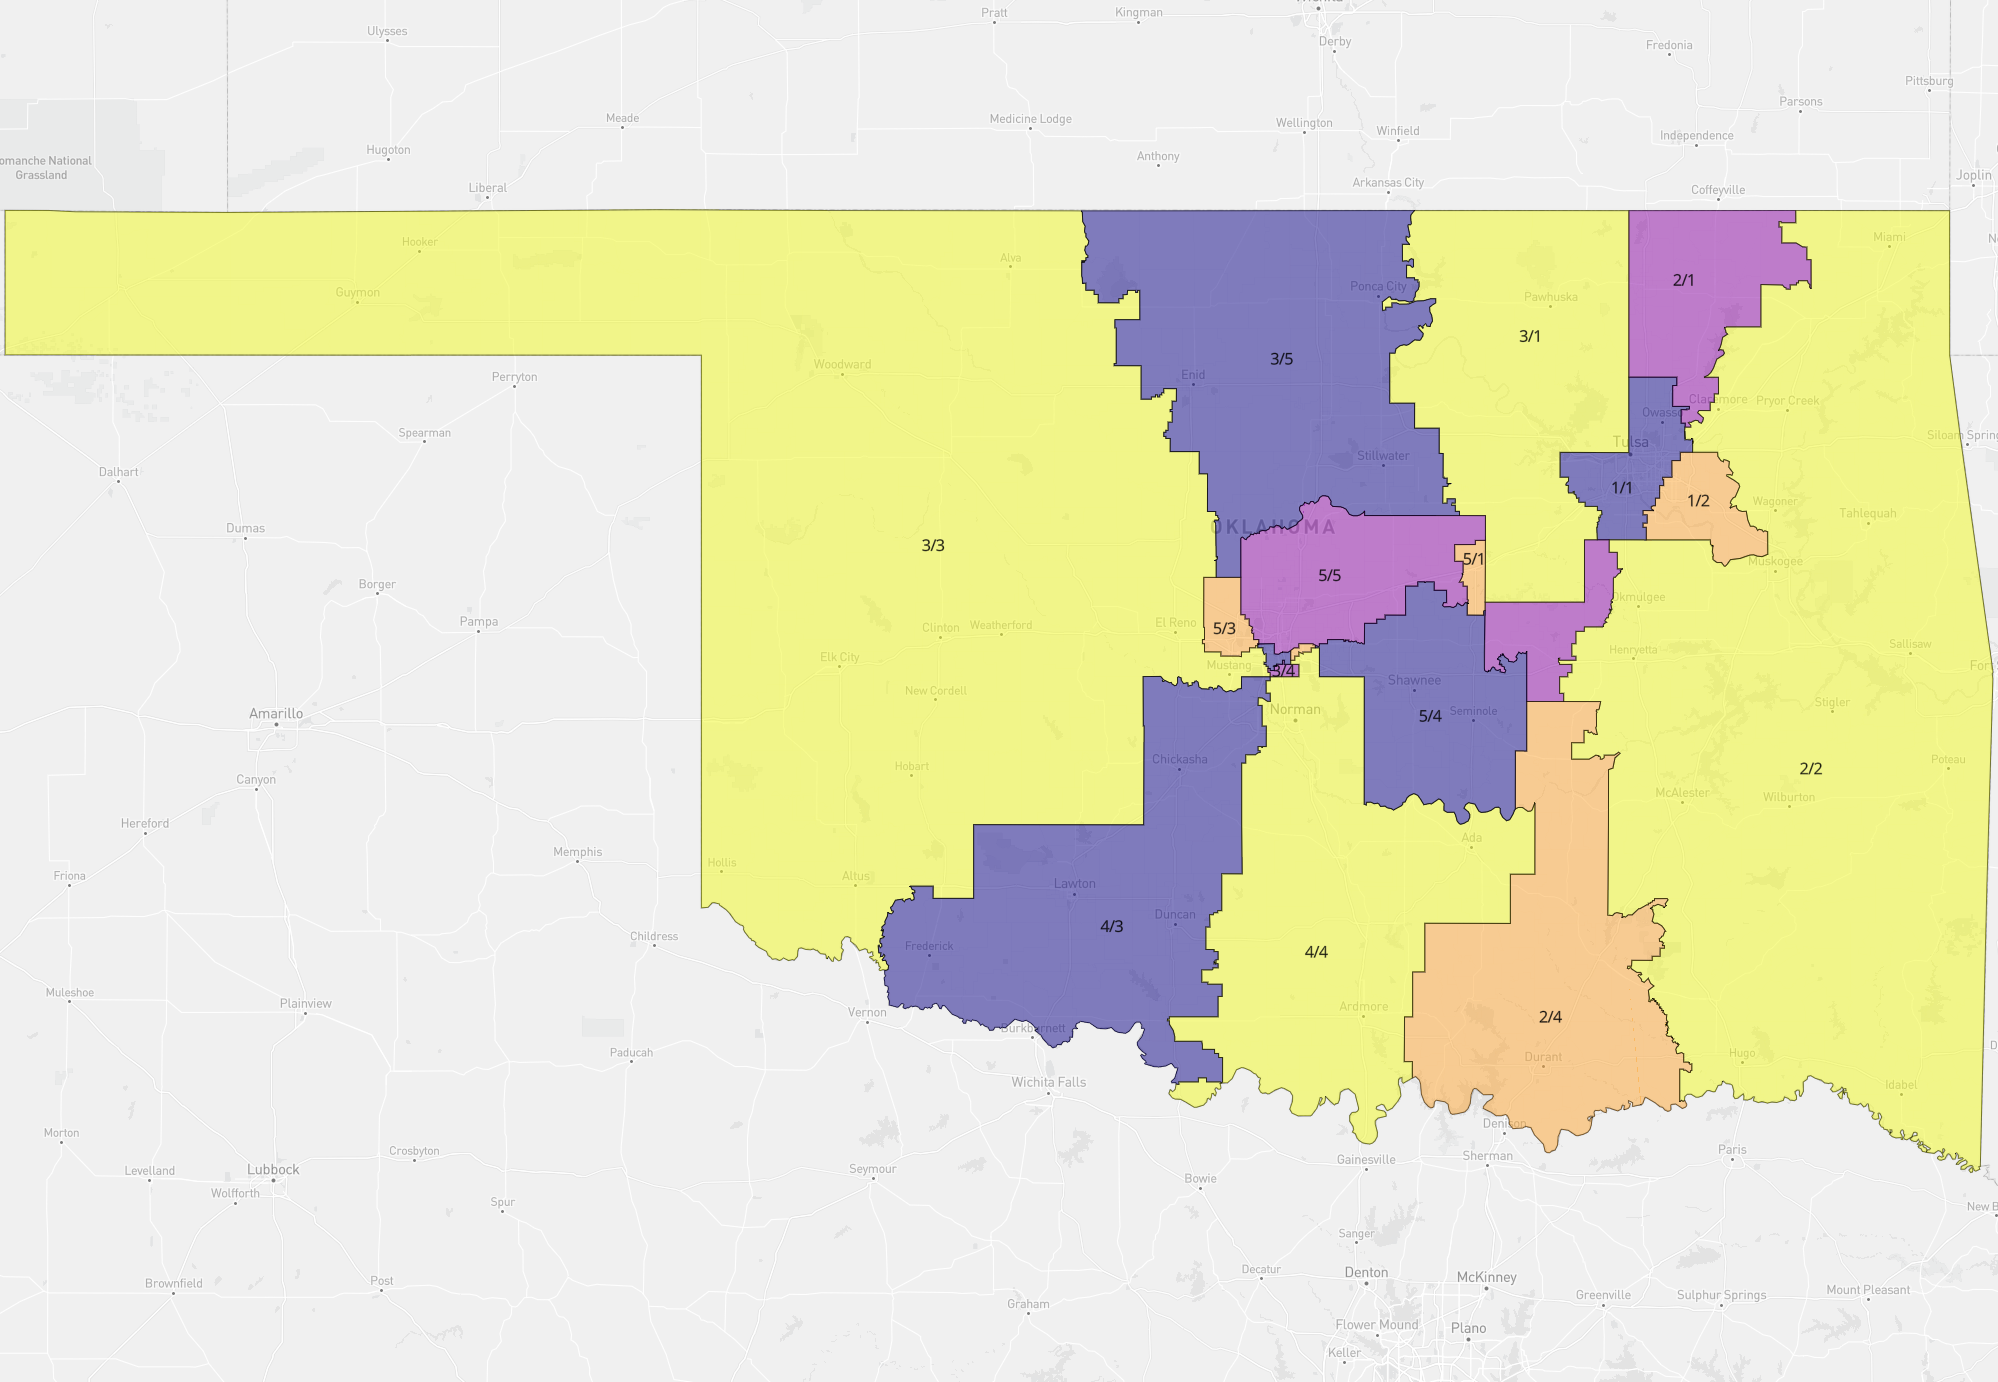 Pratt
Kingman
Ulysses
Derby
Fredonia
Pittsburg
Parsons
Meade
Medicine Lodge
Wellington
Winfield
Independence
Hugoton
Anthony
omanche National
Grassland
Liberal
Arkansas City
Coffeyville
Joplin
Hooker
Alva
Miami
2/1
Guymon
Ponca City
Pawhuska
3/1
3/5
Woodward
Enid
Perryton
Claremore
Pryor Creek
Owasso
Spearman
Tulsa
Siloam Spring
Stillwater
Dalhart
1/1
1/2
Wagoner
Tahlequah
Dumas
OKLAHOMA
3/3
5/1
Muskogee
5/5
Borger
Okmulgee
Pampa
Clinton
Weatherford
El Reno
5/3
Sallisaw
Henryetta
Elk City
Mustang
3/4
Shawnee
New Cordell
Stigler
Amarillo
Norman
5/4
Seminole
Chickasha
Poteau
2/2
Hobart
Canyon
McAlester
Wilburton
Hereford
Ada
Memphis
Hollis
Friona
Altus
Lawton
Duncan
4/3
Childress
Frederick
4/4
Muleshoe
Plainview
Vernon
Ardmore
2/4
Burkburnett
Paducah
Durant
Hugo
Wichita Falls
Idabel
Denison
Morton
Crosbyton
Gainesville
Sherman
Paris
Levelland
Lubbock
Seymour
Bowie
Wolfforth
Spur
New B
Sanger
Decatur
Denton
McKinney
Brownfield
Post
Greenville
Sulphur Springs
Mount Pleasant
Graham
Flower Mound
Plano
Keller